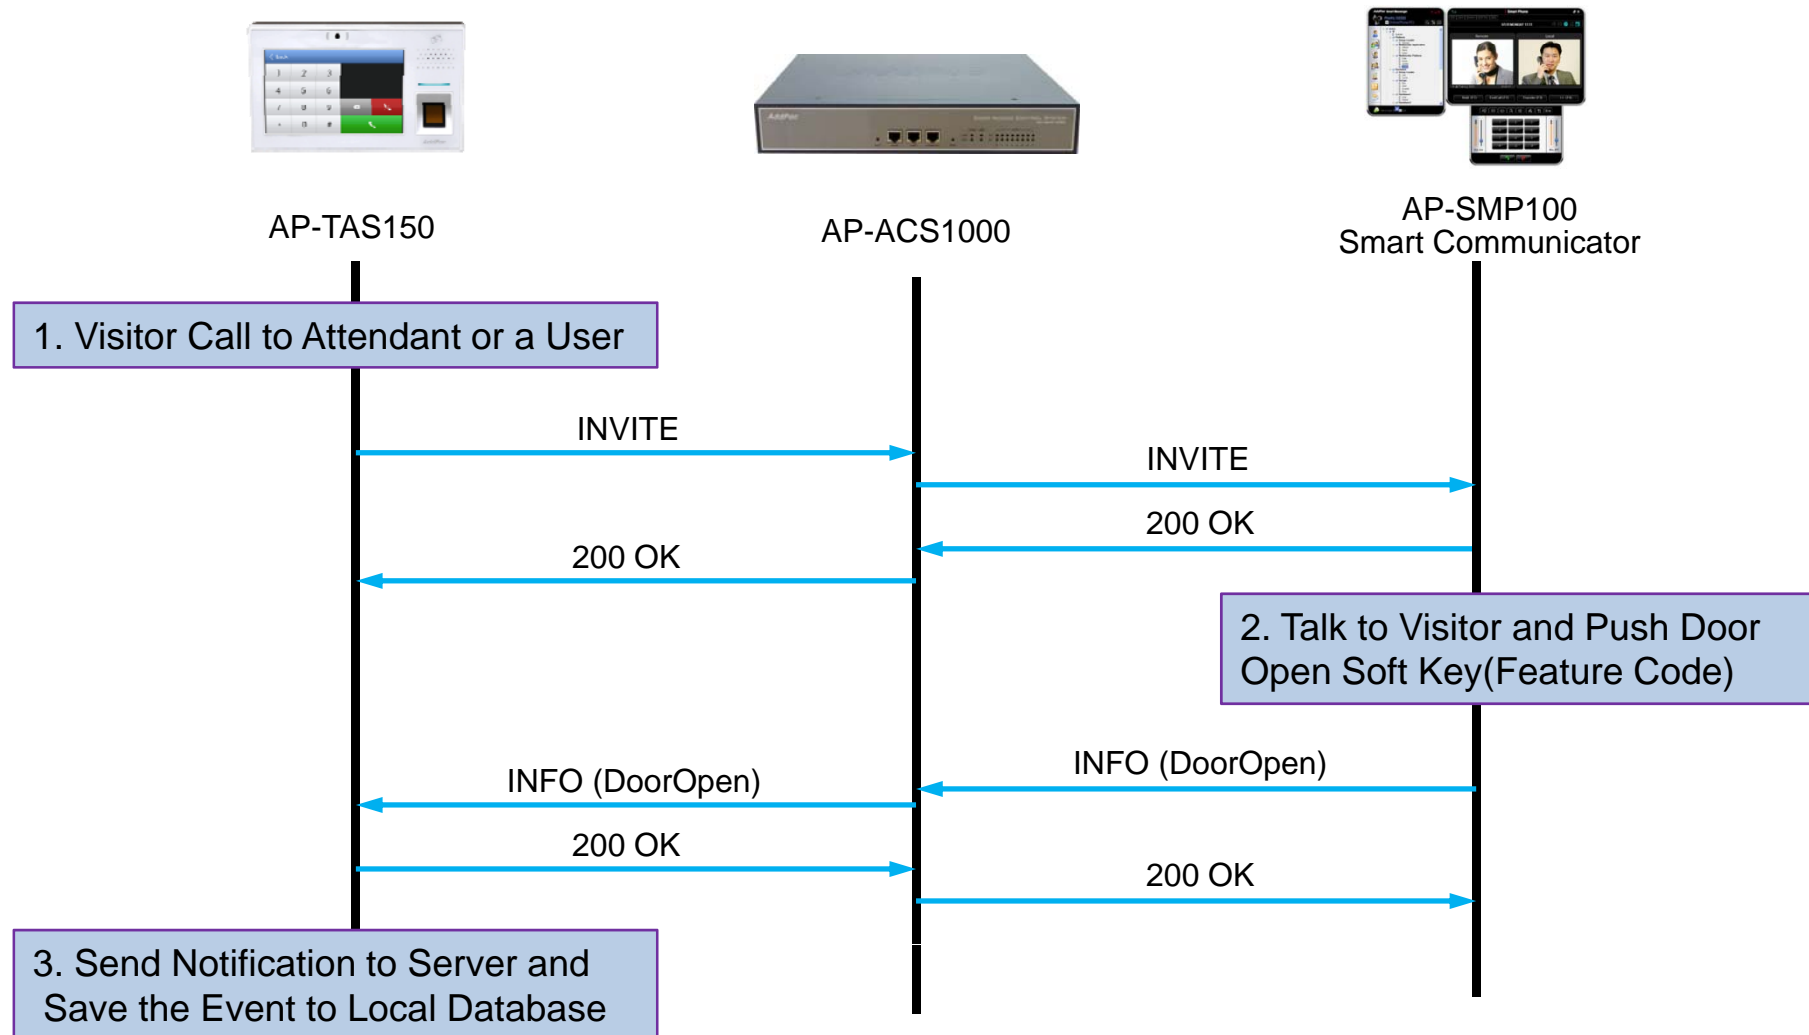 AddPac
AP-TAS150
AP-ACS1000
AP-SMP100
Smart Communicator
1. Visitor Call to Attendant or a User
INVITE
INVITE
200 OK
200 OK
2. Talk to Visitor and Push Door
Open Soft Key(Feature Code)
INFO (DoorOpen)
INFO (DoorOpen)
200 OK
200 OK
3. Send Notification to Server and
Save the Event to Local Database